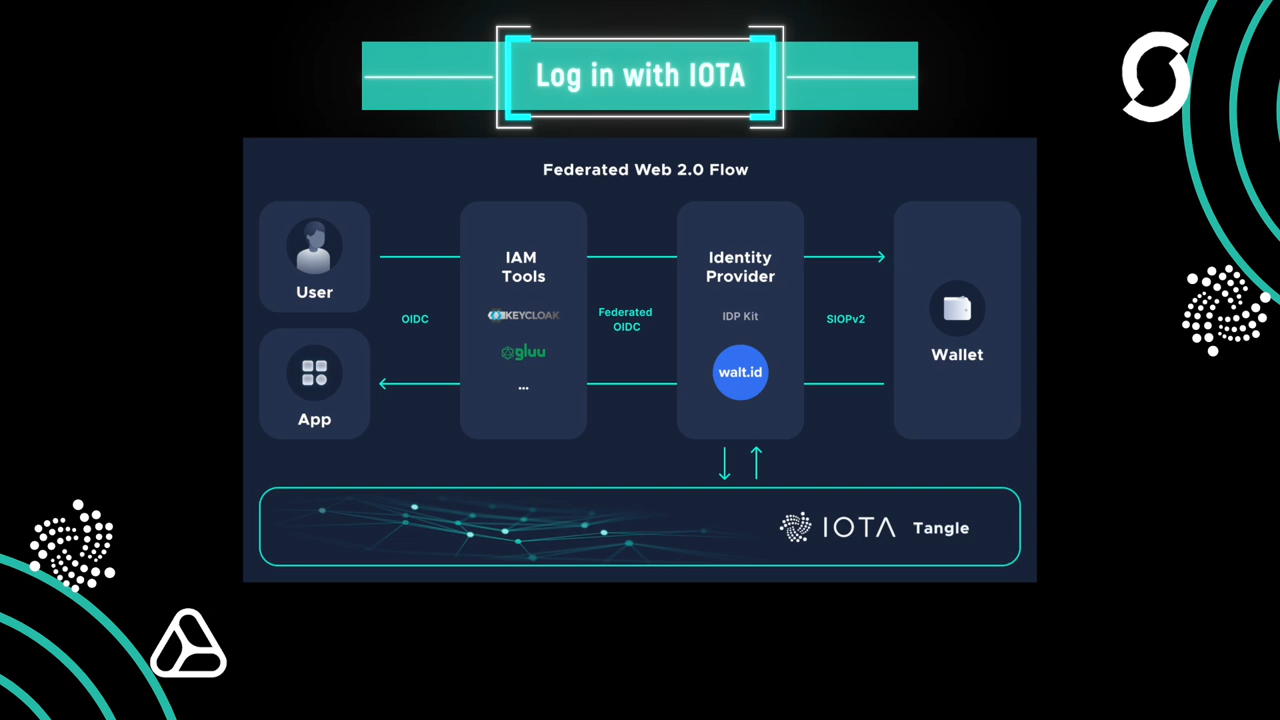 Log in with IOTA
Federated Web 2.0 Flow
User
App
OIDC
IAM
Tools
KEYCLOAK
gluu
...
Federated
OIDC
Identity
Provider
IDP Kit
walt.id
SIOPv2
Wallet
IOTA Tangle